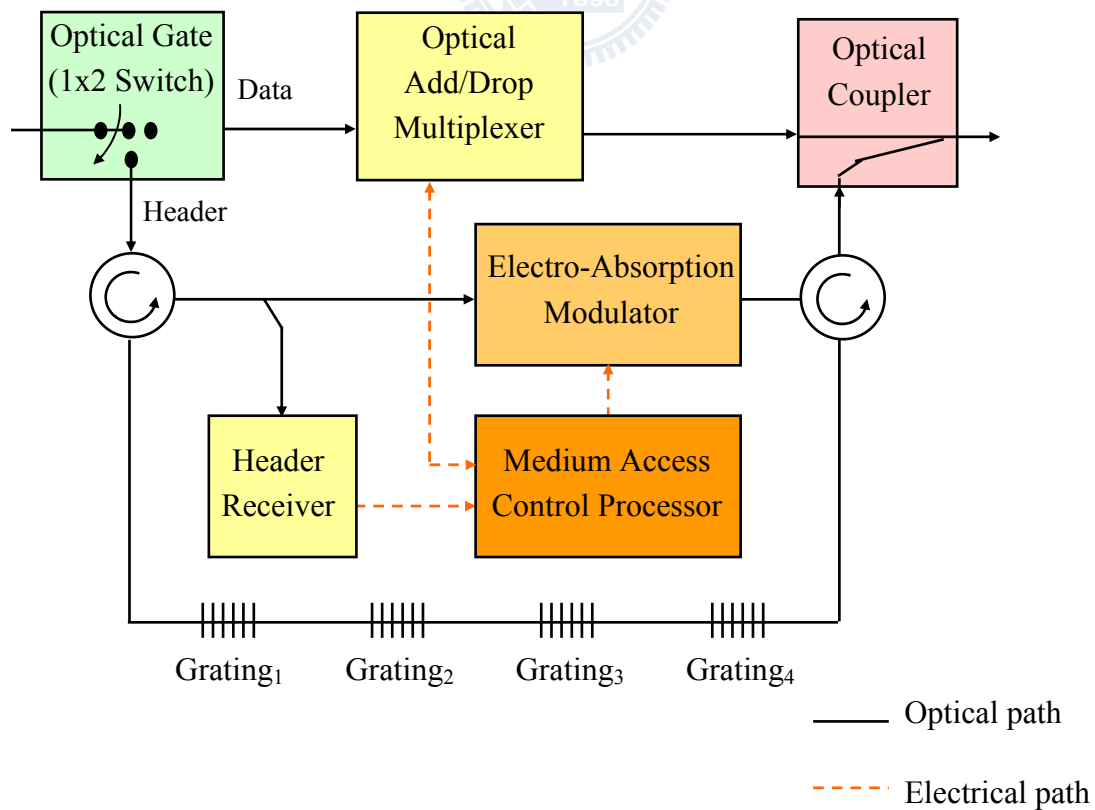 1896
Optical Gate
(1x2 Switch)
Optical
Add/Drop
Multiplexer
Optical
Coupler
Data
Header
Electro-Absorption
Modulator
Header
Receiver
Medium Access
Control Processor
Grating₁
Grating₂
Grating₃
Grating₄
Optical path
Electrical path